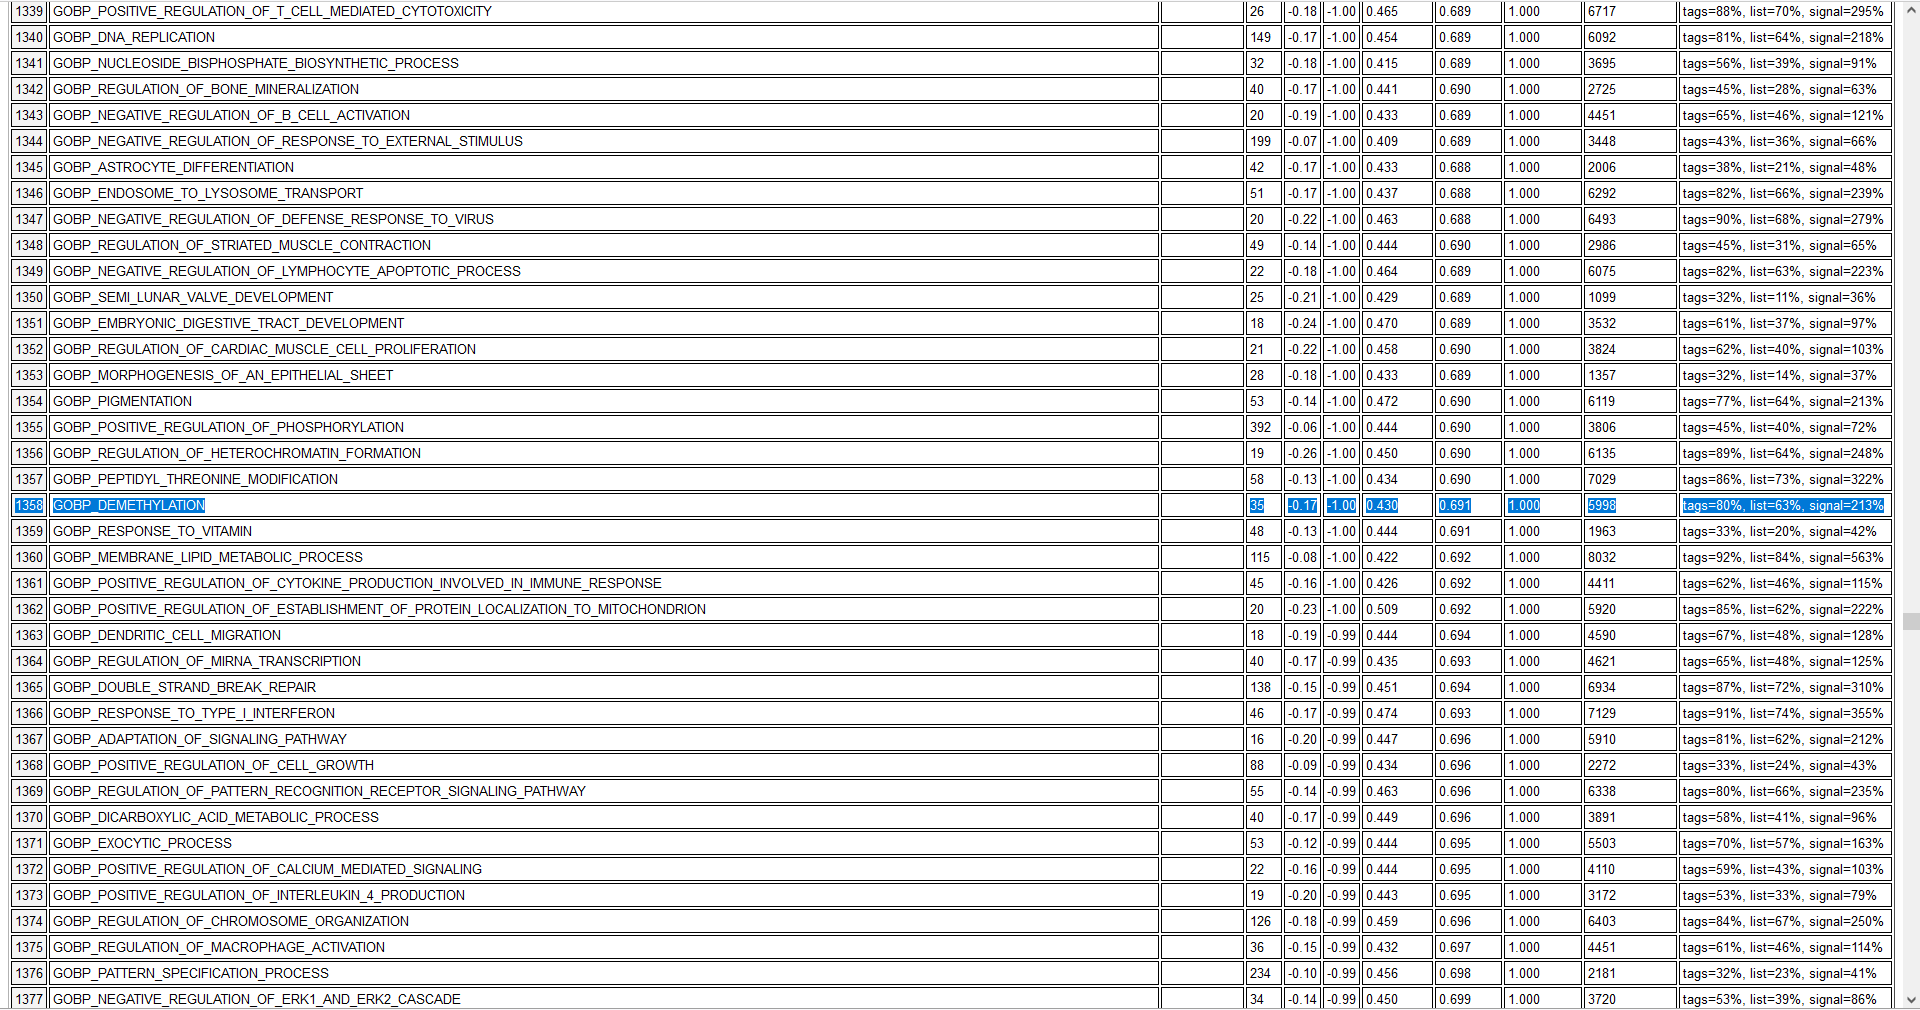 1339 GOBP_POSITIVE_REGULATION_OF_T_CELL_MEDIATED_CYTOTOXICITY 26 -0.18 -1.00 0.465 0.689 1.000 6717 tags=88%, list=70%, signal=295%
1340 GOBP_DNA_REPLICATION 149 -0.17 -1.00 0.454 0.689 1.000 6092 tags=81%, list=64%, signal=218%
1341 GOBP_NUCLEOSIDE_BISPHOSPHATE_BIOSYNTHETIC_PROCESS 32 -0.18 -1.00 0.415 0.689 1.000 3695 tags=56%, list=39%, signal=91%
1342 GOBP_REGULATION_OF_BONE_MINERALIZATION 40 -0.17 -1.00 0.441 0.690 1.000 2725 tags=45%, list=28%, signal=63%
1343 GOBP_NEGATIVE_REGULATION_OF_B_CELL_ACTIVATION 20 -0.19 -1.00 0.433 0.689 1.000 4451 tags=65%, list=46%, signal=121%
1344 GOBP_NEGATIVE_REGULATION_OF_RESPONSE_TO_EXTERNAL_STIMULUS 199 -0.07 -1.00 0.409 0.689 1.000 3448 tags=43%, list=36%, signal=66%
1345 GOBP_ASTROCYTE_DIFFERENTIATION 42 -0.17 -1.00 0.433 0.688 1.000 2006 tags=38%, list=21%, signal=48%
1346 GOBP_ENDOSOME_TO_LYSOSOME_TRANSPORT 51 -0.17 -1.00 0.437 0.688 1.000 6292 tags=82%, list=66%, signal=239%
1347 GOBP_NEGATIVE_REGULATION_OF_DEFENSE_RESPONSE_TO_VIRUS 20 -0.22 -1.00 0.463 0.688 1.000 6493 tags=90%, list=68%, signal=279%
1348 GOBP_REGULATION_OF_STRIATED_MUSCLE_CONTRACTION 49 -0.14 -1.00 0.444 0.690 1.000 2986 tags=45%, list=31%, signal=65%
1349 GOBP_NEGATIVE_REGULATION_OF_LYMPHOCYTE_APOPTOTIC_PROCESS 22 -0.18 -1.00 0.464 0.689 1.000 6075 tags=82%, list=63%, signal=223%
1350 GOBP_SEMI_LUNAR_VALVE_DEVELOPMENT 25 -0.21 -1.00 0.429 0.689 1.000 1099 tags=32%, list=11%, signal=36%
1351 GOBP_EMBRYONIC_DIGESTIVE_TRACT_DEVELOPMENT 18 -0.24 -1.00 0.470 0.689 1.000 3532 tags=61%, list=37%, signal=97%
1352 GOBP_REGULATION_OF_CARDIAC_MUSCLE_CELL_PROLIFERATION 21 -0.22 -1.00 0.458 0.690 1.000 3824 tags=62%, list=40%, signal=103%
1353 GOBP_MORPHOGENESIS_OF_AN_EPITHELIAL_SHEET 28 -0.18 -1.00 0.433 0.689 1.000 1357 tags=32%, list=14%, signal=37%
1354 GOBP_PIGMENTATION 53 -0.14 -1.00 0.472 0.690 1.000 6119 tags=77%, list=64%, signal=213%
1355 GOBP_POSITIVE_REGULATION_OF_PHOSPHORYLATION 392 -0.06 -1.00 0.444 0.690 1.000 3806 tags=45%, list=40%, signal=72%
1356 GOBP_REGULATION_OF_HETEROCHROMATIN_FORMATION 19 -0.26 -1.00 0.450 0.690 1.000 6135 tags=89%, list=64%, signal=248%
1357 GOBP_PEPTIDYL_THREONINE_MODIFICATION 58 -0.13 -1.00 0.434 0.690 1.000 7029 tags=86%, list=73%, signal=322%
1358 GOBP_DEMETHYLATION 35 -0.17 -1.00 0.430 0.691 1.000 5998 tags=80%, list=63%, signal=213%
1359 GOBP_RESPONSE_TO_VITAMIN 48 -0.13 -1.00 0.444 0.691 1.000 1963 tags=33%, list=20%, signal=42%
1360 GOBP_MEMBRANE_LIPID_METABOLIC_PROCESS 115 -0.08 -1.00 0.422 0.692 1.000 8032 tags=92%, list=84%, signal=563%
1361 GOBP_POSITIVE_REGULATION_OF_CYTOKINE_PRODUCTION_INVOLVED_IN_IMMUNE_RESPONSE 45 -0.16 -1.00 0.426 0.692 1.000 4411 tags=62%, list=46%, signal=115%
1362 GOBP_POSITIVE_REGULATION_OF_ESTABLISHMENT_OF_PROTEIN_LOCALIZATION_TO_MITOCHONDRION 20 -0.23 -1.00 0.509 0.692 1.000 5920 tags=85%, list=62%, signal=222%
1363 GOBP_DENDRITIC_CELL_MIGRATION 18 -0.19 -0.99 0.444 0.694 1.000 4590 tags=67%, list=48%, signal=128%
1364 GOBP_REGULATION_OF_MIRNA_TRANSCRIPTION 40 -0.17 -0.99 0.435 0.693 1.000 4621 tags=65%, list=48%, signal=125%
1365 GOBP_DOUBLE_STRAND_BREAK_REPAIR 138 -0.15 -0.99 0.451 0.694 1.000 6934 tags=87%, list=72%, signal=310%
1366 GOBP_RESPONSE_TO_TYPE_I_INTERFERON 46 -0.17 -0.99 0.474 0.693 1.000 7129 tags=91%, list=74%, signal=355%
1367 GOBP_ADAPTATION_OF_SIGNALING_PATHWAY 16 -0.20 -0.99 0.447 0.696 1.000 5910 tags=81%, list=62%, signal=212%
1368 GOBP_POSITIVE_REGULATION_OF_CELL_GROWTH 88 -0.09 -0.99 0.434 0.696 1.000 2272 tags=33%, list=24%, signal=43%
1369 GOBP_REGULATION_OF_PATTERN_RECOGNITION_RECEPTOR_SIGNALING_PATHWAY 55 -0.14 -0.99 0.463 0.696 1.000 6338 tags=80%, list=66%, signal=235%
1370 GOBP_DICARBOXYLIC_ACID_METABOLIC_PROCESS 40 -0.17 -0.99 0.449 0.696 1.000 3891 tags=58%, list=41%, signal=96%
1371 GOBP_EXOCYTIC_PROCESS 53 -0.12 -0.99 0.444 0.695 1.000 5503 tags=70%, list=57%, signal=163%
1372 GOBP_POSITIVE_REGULATION_OF_CALCIUM_MEDIATED_SIGNALING 22 -0.16 -0.99 0.444 0.695 1.000 4110 tags=59%, list=43%, signal=103%
1373 GOBP_POSITIVE_REGULATION_OF_INTERLEUKIN_4_PRODUCTION 19 -0.20 -0.99 0.443 0.695 1.000 3172 tags=53%, list=33%, signal=79%
1374 GOBP_REGULATION_OF_CHROMOSOME_ORGANIZATION 126 -0.18 -0.99 0.459 0.696 1.000 6403 tags=84%, list=67%, signal=250%
1375 GOBP_REGULATION_OF_MACROPHAGE_ACTIVATION 36 -0.15 -0.99 0.432 0.697 1.000 4451 tags=61%, list=46%, signal=114%
1376 GOBP_PATTERN_SPECIFICATION_PROCESS 234 -0.10 -0.99 0.456 0.698 1.000 2181 tags=32%, list=23%, signal=41%
1377 GOBP_NEGATIVE_REGULATION_OF_ERK1_AND_ERK2_CASCADE 34 -0.14 -0.99 0.450 0.699 1.000 3720 tags=53%, list=39%, signal=86%